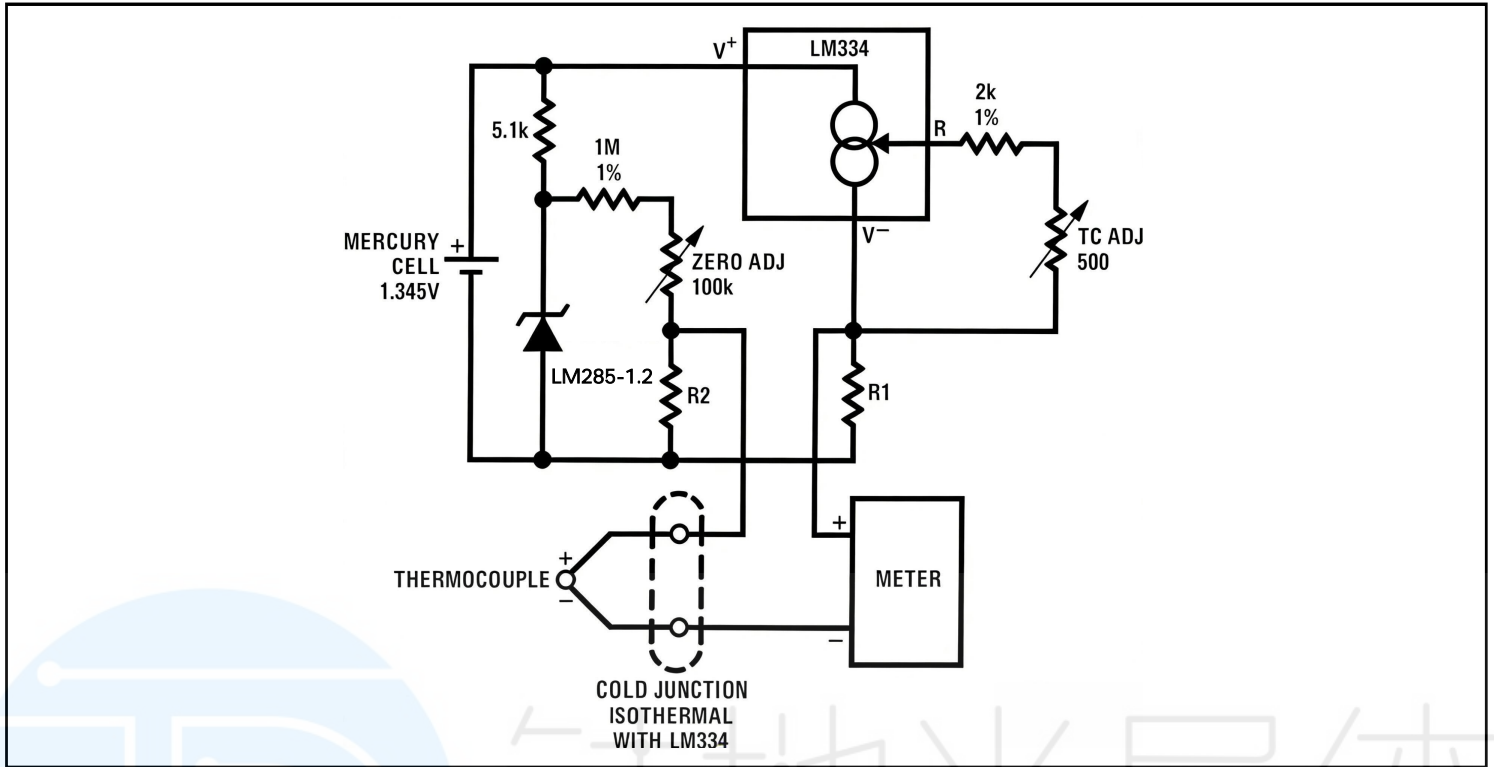 V+
LM334
5.1k
1M
1%
R
2k
1%
MERCURY
CELL
1.345V
+
ZERO ADJ
100k
V−
TC ADJ
500
LM285-1.2
R2
R1
THERMOCOUPLE
+
−
+
METER
−
COLD JUNCTION
ISOTHERMAL
WITH LM334